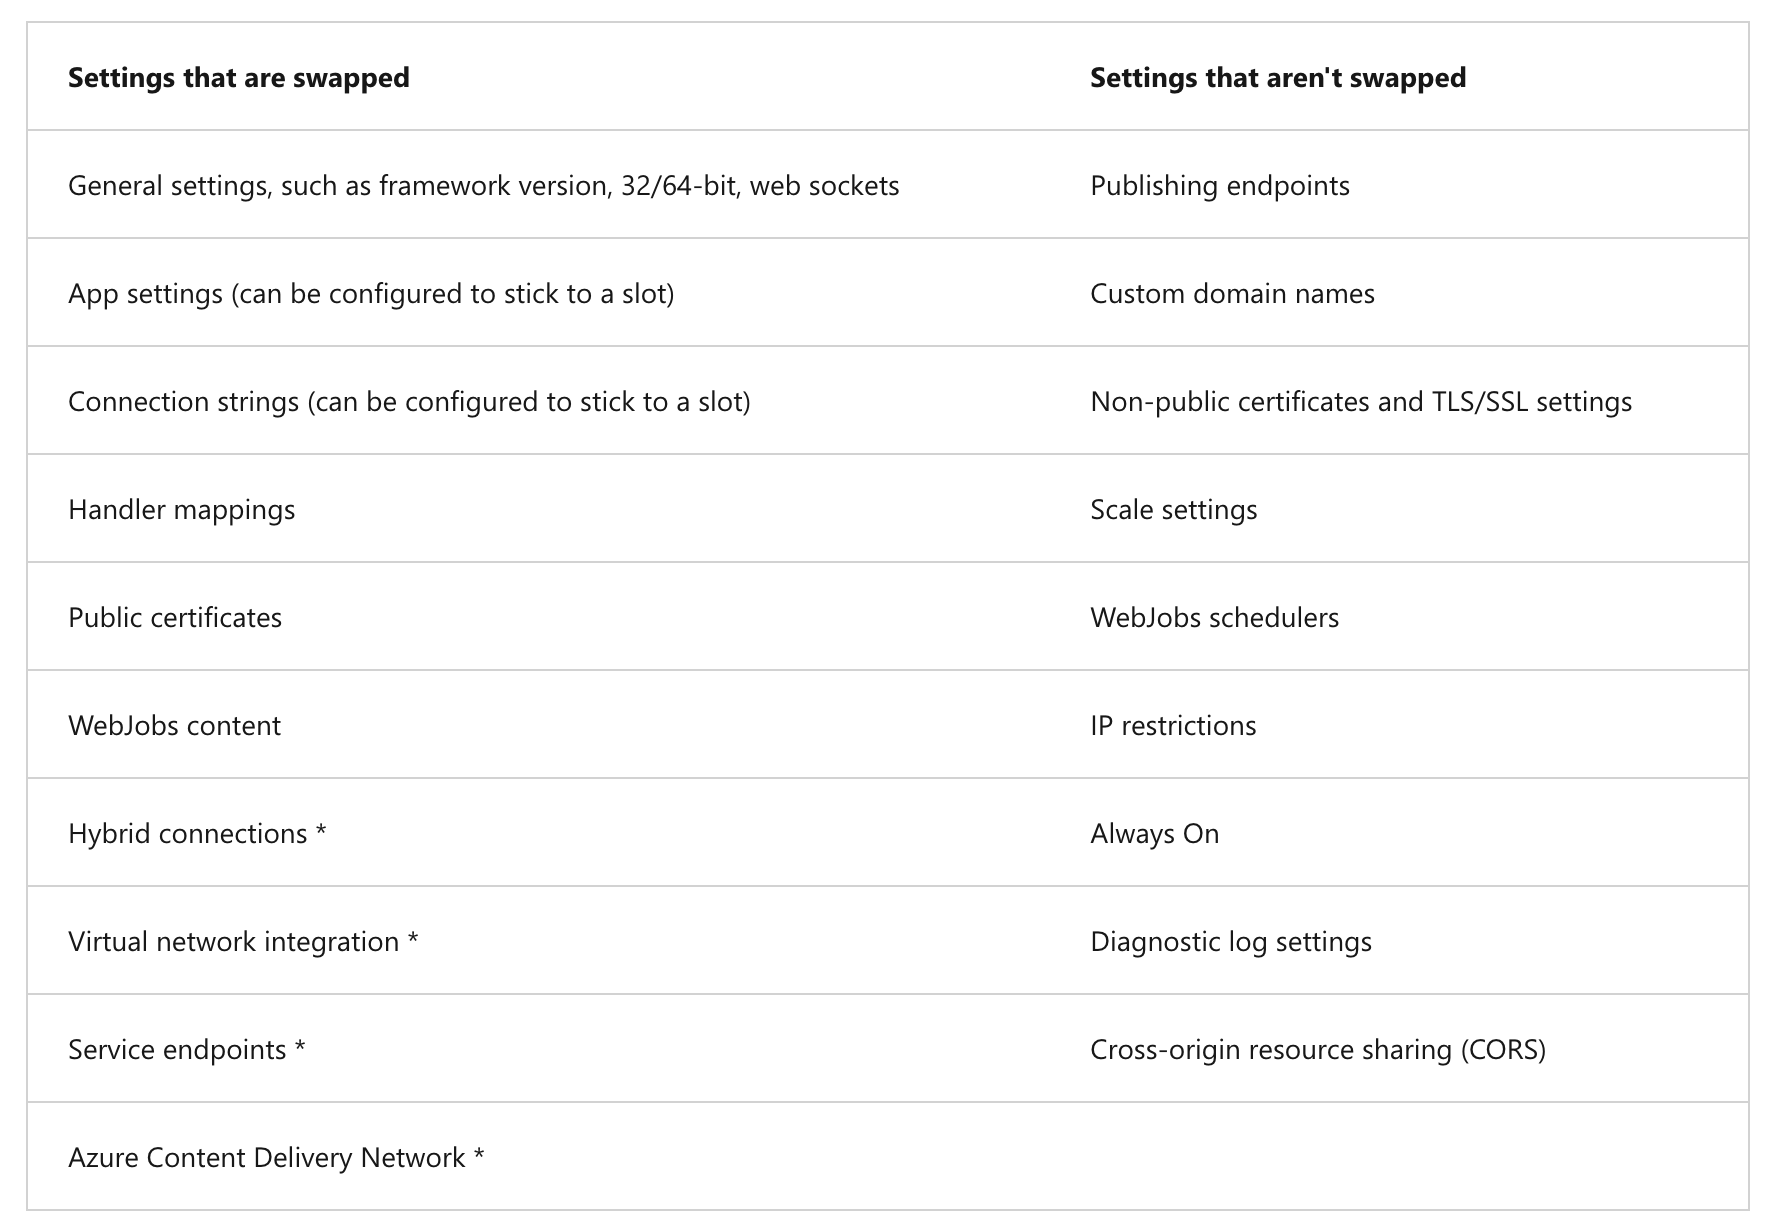 Settings that are swapped
Settings that aren't swapped
General settings, such as framework version, 32/64-bit, web sockets
Publishing endpoints
App settings (can be configured to stick to a slot)
Custom domain names
Connection strings (can be configured to stick to a slot)
Non-public certificates and TLS/SSL settings
Handler mappings
Scale settings
Public certificates
WebJobs schedulers
WebJobs content
IP restrictions
Hybrid connections *
Always On
Virtual network integration *
Diagnostic log settings
Service endpoints *
Cross-origin resource sharing (CORS)
Azure Content Delivery Network *